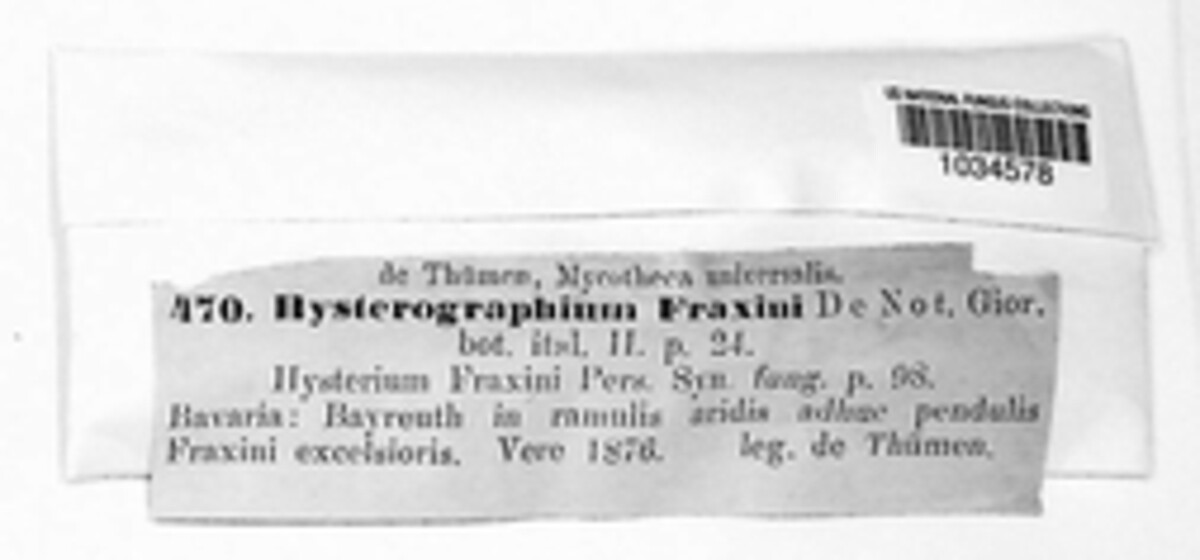 US NATIONAL FUNGUS COLLECTIONS
1034578
de Thümen, Mycotheca universalis.
470. Hysterographium Fraxini De Not. Gior.
bot. ital. II. p. 24.
Hysterium Fraxini Pers. Syn. fung. p. 98.
Bavaria: Bayreuth in ramulis aridis adhuc pendulis
Fraxini excelsioris. Vere 1876. leg. de Thümen.